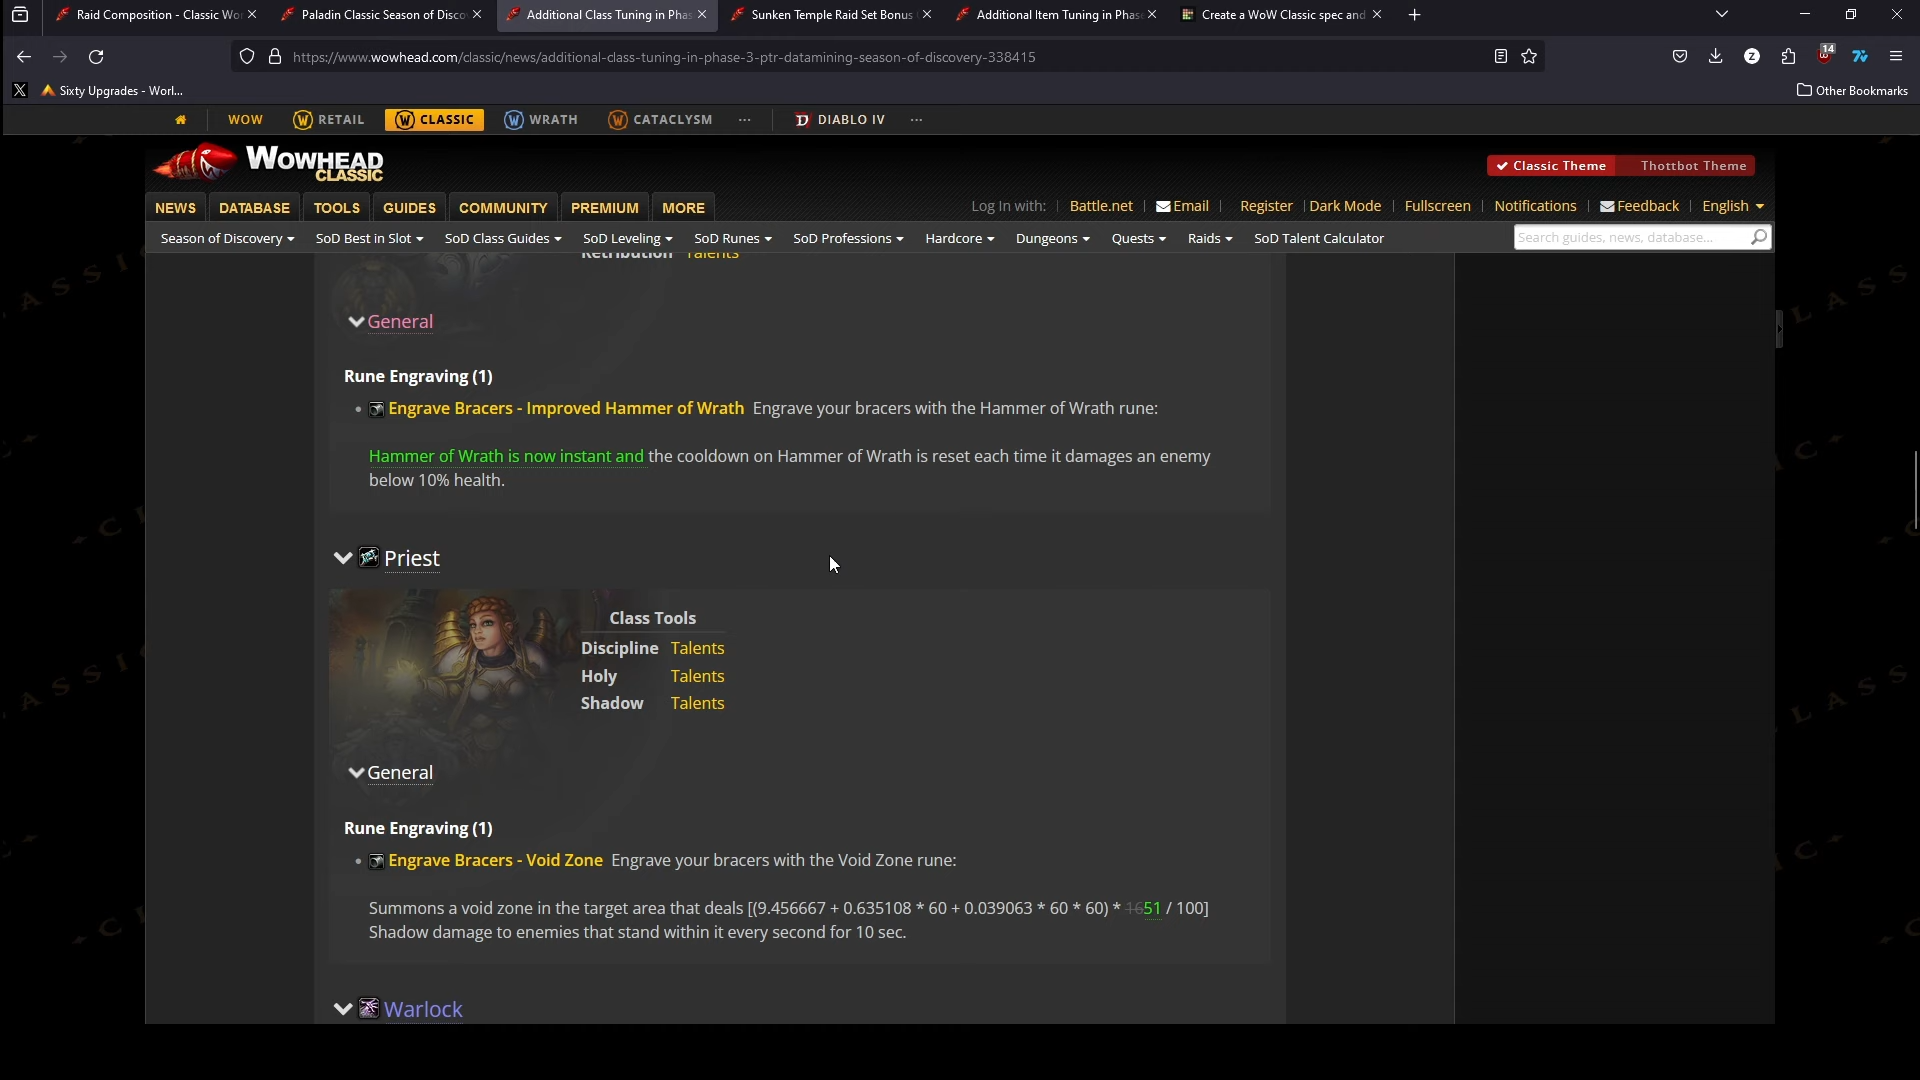 Raid Composition - Classic Wo
Paladin Classic Season of Disco
Additional Class Tuning in Phas
Sunken Temple Raid Set Bonus
Additional Item Tuning in Phase
Create a WoW Classic spec and
https://www.wowhead.com/classic/news/additional-class-tuning-in-phase-3-ptr-datamining-season-of-discovery-338415
14
Sixty Upgrades - Worl...
Other Bookmarks
WOW
RETAIL
CLASSIC
WRATH
CATACLYSM
...
DIABLO IV
...
WOWHEAD
CLASSIC
Classic Theme
Thottbot Theme
NEWS
DATABASE
TOOLS
GUIDES
COMMUNITY
PREMIUM
MORE
Log In with:
Battle.net
Email
Register
Dark Mode
Fullscreen
Notifications
Feedback
English
Season of Discovery
SoD Best in Slot
SoD Class Guides
SoD Leveling
SoD Runes
SoD Professions
Hardcore
Dungeons
Quests
Raids
SoD Talent Calculator
Search guides, news, database...
Retribution Talents
General
Rune Engraving (1)
• Engrave Bracers - Improved Hammer of Wrath Engrave your bracers with the Hammer of Wrath rune:
Hammer of Wrath is now instant and the cooldown on Hammer of Wrath is reset each time it damages an enemy
below 10% health.
Priest
Class Tools
Discipline Talents
Holy Talents
Shadow Talents
General
Rune Engraving (1)
• Engrave Bracers - Void Zone Engrave your bracers with the Void Zone rune:
Summons a void zone in the target area that deals [(9.456667 + 0.635108 * 60 + 0.039063 * 60 * 60) * 1651 / 100]
Shadow damage to enemies that stand within it every second for 10 sec.
Warlock